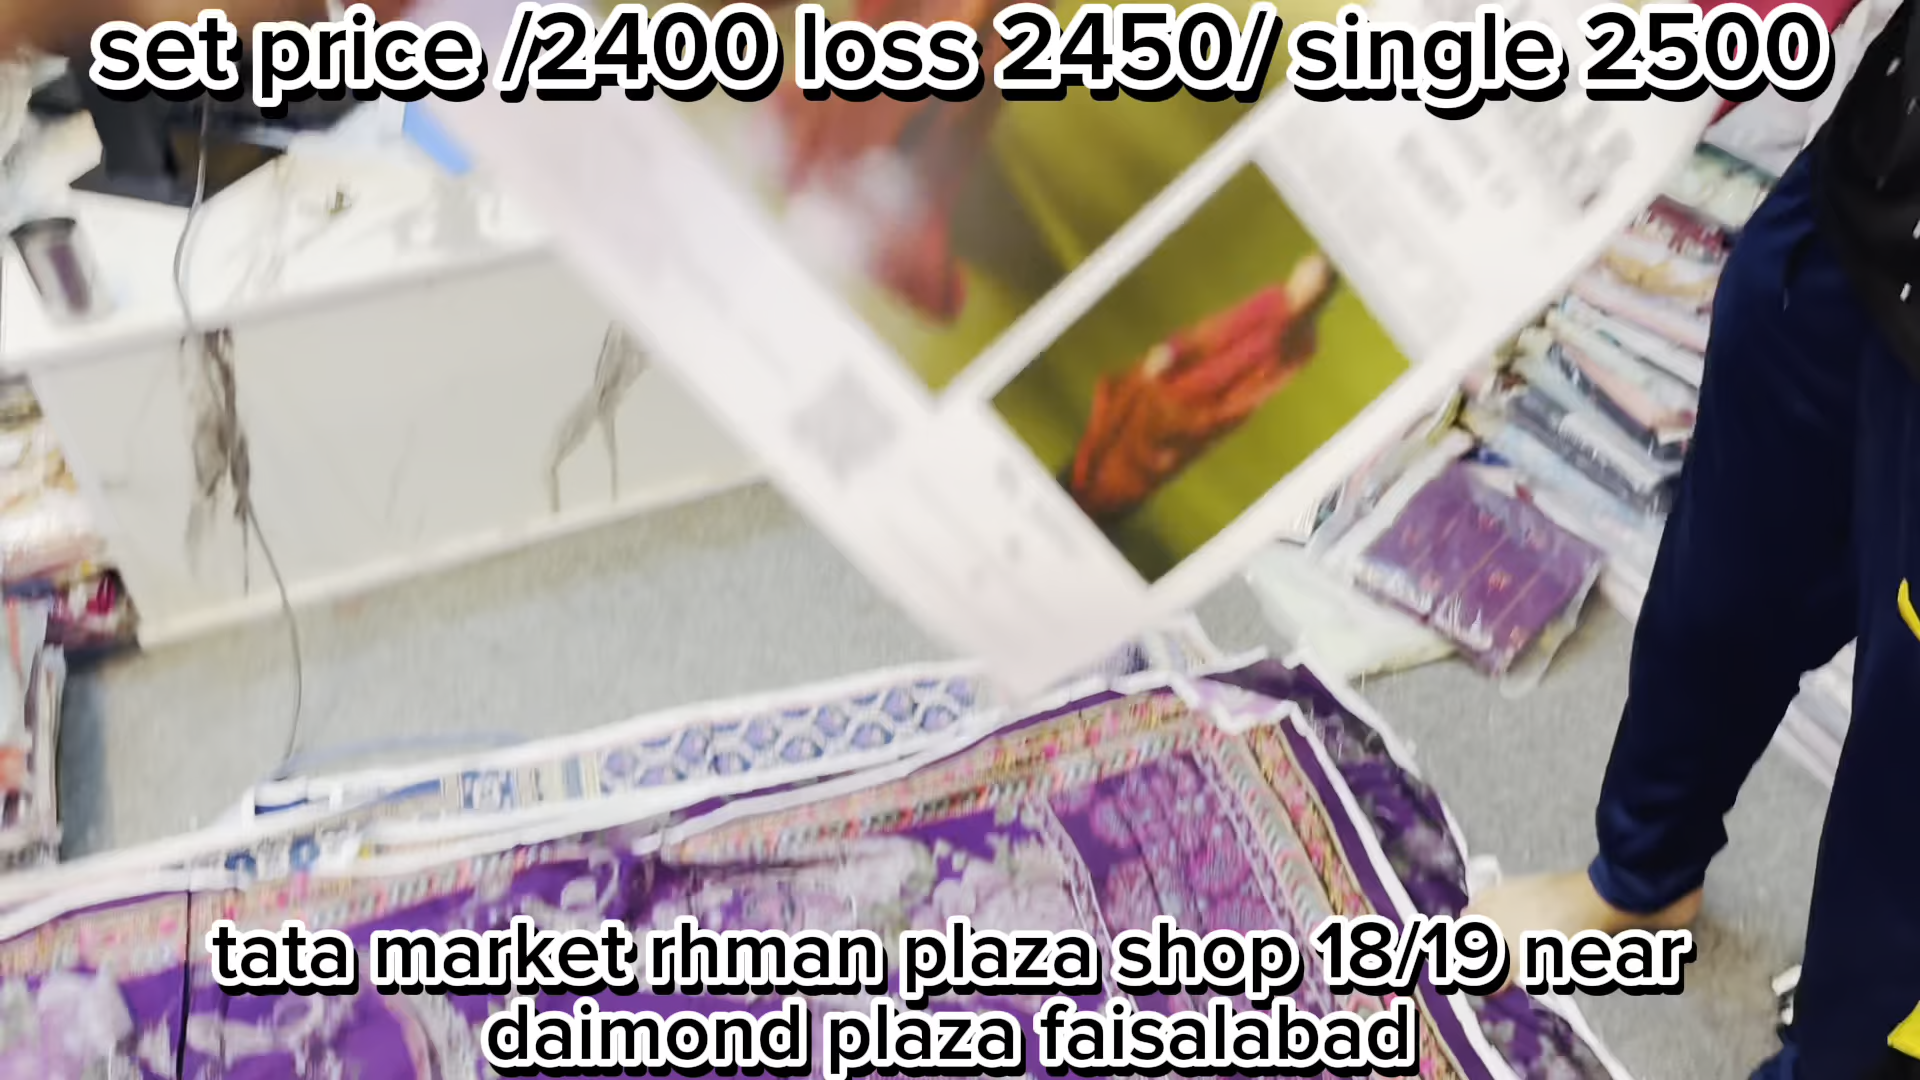 set price /2400 loss 2450/ single 2500
tata market rhman plaza shop 18/19 near
daimond plaza faisalabad